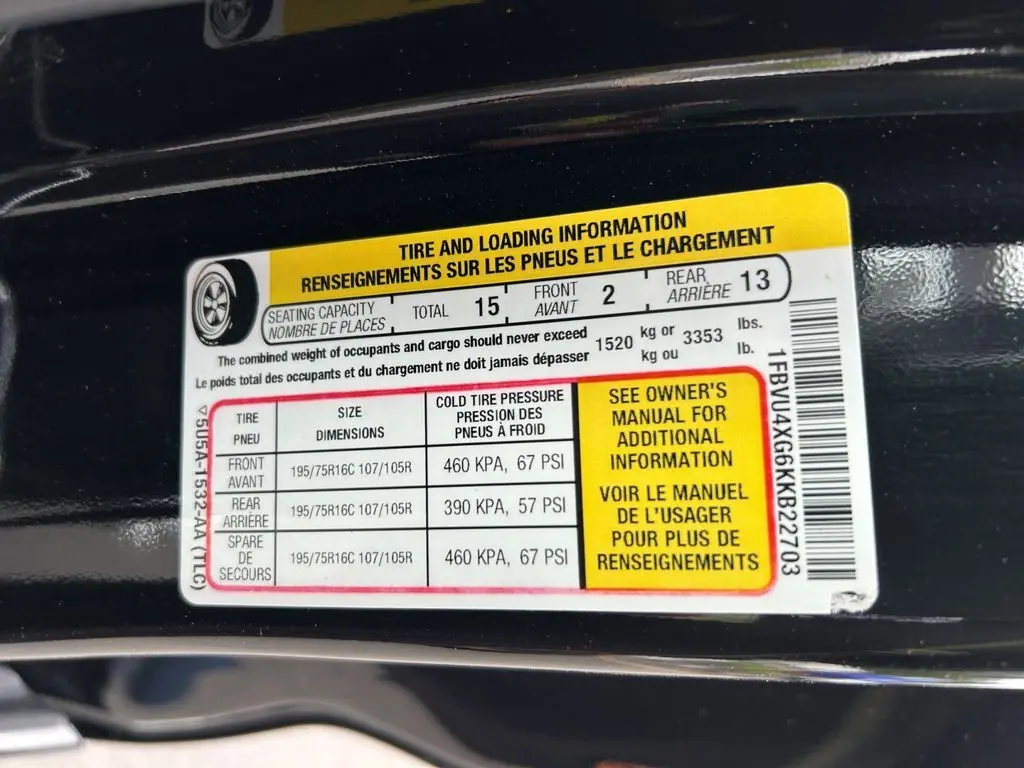 TIRE AND LOADING INFORMATION
RENSEIGNEMENTS SUR LES PNEUS ET LE CHARGEMENT
SEATING CAPACITY TOTAL 15 FRONT 2 REAR 13
NOMBRE DE PLACES AVANT ARRIÈRE
The combined weight of occupants and cargo should never exceed 1520 kg or 3353 lbs.
Le poids total des occupants et du chargement ne doit jamais dépasser kg ou lb.
TIRE SIZE COLD TIRE PRESSURE
PNEU DIMENSIONS PRESSION DES
PNEUS À FROID
FRONT 195/75R16C 107/105R 460 KPA, 67 PSI
AVANT
REAR 195/75R16C 107/105R 390 KPA, 57 PSI
ARRIÈRE
SPARE 195/75R16C 107/105R 460 KPA, 67 PSI
DE
SECOURS
SEE OWNER'S
MANUAL FOR
ADDITIONAL
INFORMATION
VOIR LE MANUEL
DE L'USAGER
POUR PLUS DE
RENSEIGNEMENTS
5U5A-1532-AA (TLC)
1FBVU4XG6KKB22703